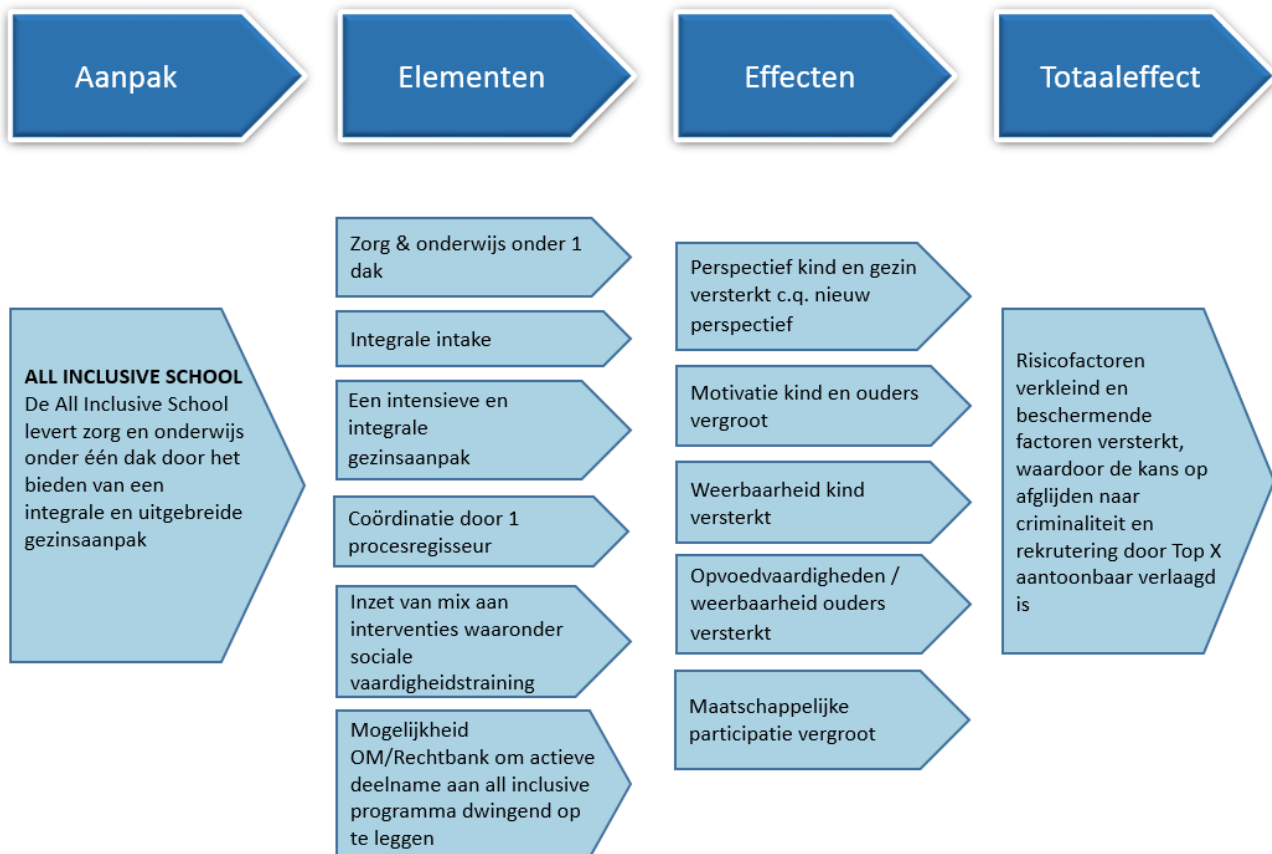 Aanpak
Elementen
Effecten
Totaaleffect
ALL INCLUSIVE SCHOOL
De All Inclusive School
levert zorg en onderwijs
onder één dak door het
bieden van een
integrale en uitgebreide
gezinsaanpak
Zorg & onderwijs onder 1
dak
Integrale intake
Een intensieve en
integrale
gezinsaanpak
Coördinatie door 1
procesregisseur
Inzet van mix aan
interventies waaronder
sociale
vaardigheidstraining
Mogelijkheid
OM/Rechtbank om actieve
deelname aan all inclusive
programma dwingend op
te leggen
Perspectief kind en gezin
versterkt c.q. nieuw
perspectief
Motivatie kind en ouders
vergroot
Weerbaarheid kind
versterkt
Opvoedvaardigheden /
weerbaarheid ouders
versterkt
Maatschappelijke
participatie vergroot
Risicofactoren
verkleind en
beschermende
factoren versterkt,
waardoor de kans op
afglijden naar
criminaliteit en
rekrutering door Top X
aantoonbaar verlaagd
is